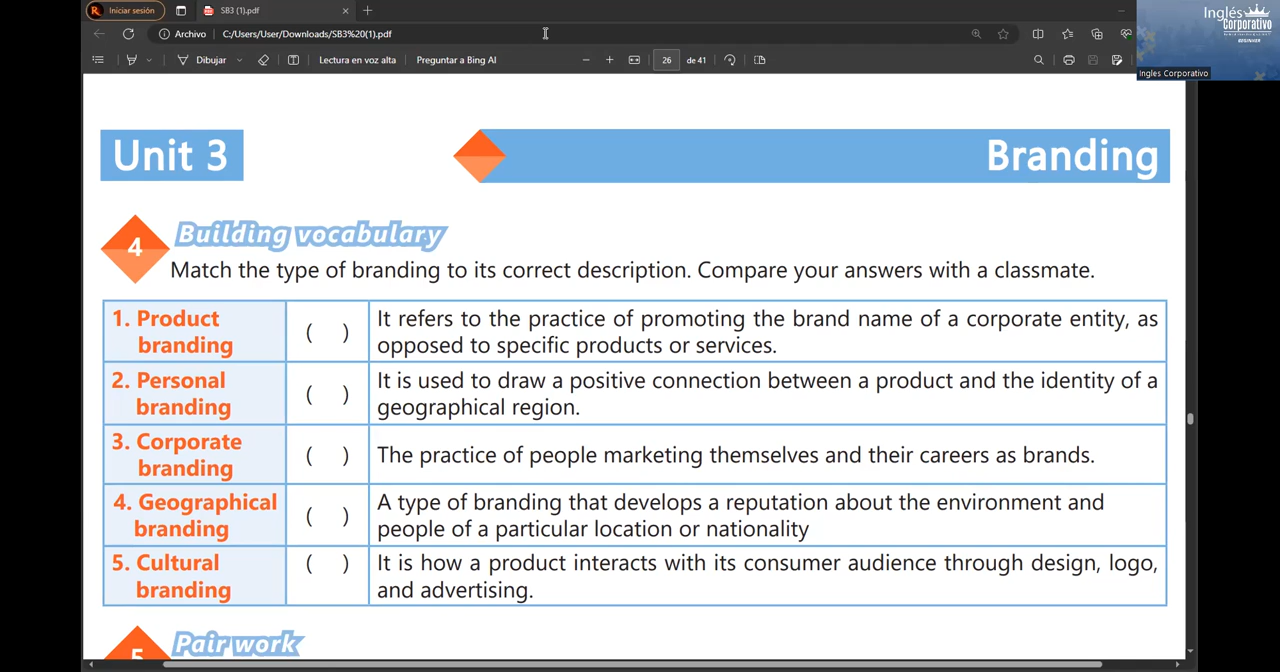 Iniciar sesión
SB3 (1).pdf
Archivo
C:/Users/User/Downloads/SB3%20(1).pdf
Dibujar
Lectura en voz alta
Preguntar a Bing AI
26
de 41
Inglés
Corporativo
BEGINNER
Ingles Corporativo
Unit 3
Branding
4
Building vocabulary
Match the type of branding to its correct description. Compare your answers with a classmate.
1. Product
branding
( )
It refers to the practice of promoting the brand name of a corporate entity, as
opposed to specific products or services.
2. Personal
branding
( )
It is used to draw a positive connection between a product and the identity of a
geographical region.
3. Corporate
branding
( )
The practice of people marketing themselves and their careers as brands.
4. Geographical
branding
( )
A type of branding that develops a reputation about the environment and
people of a particular location or nationality
5. Cultural
branding
( )
It is how a product interacts with its consumer audience through design, logo,
and advertising.
5
Pair work